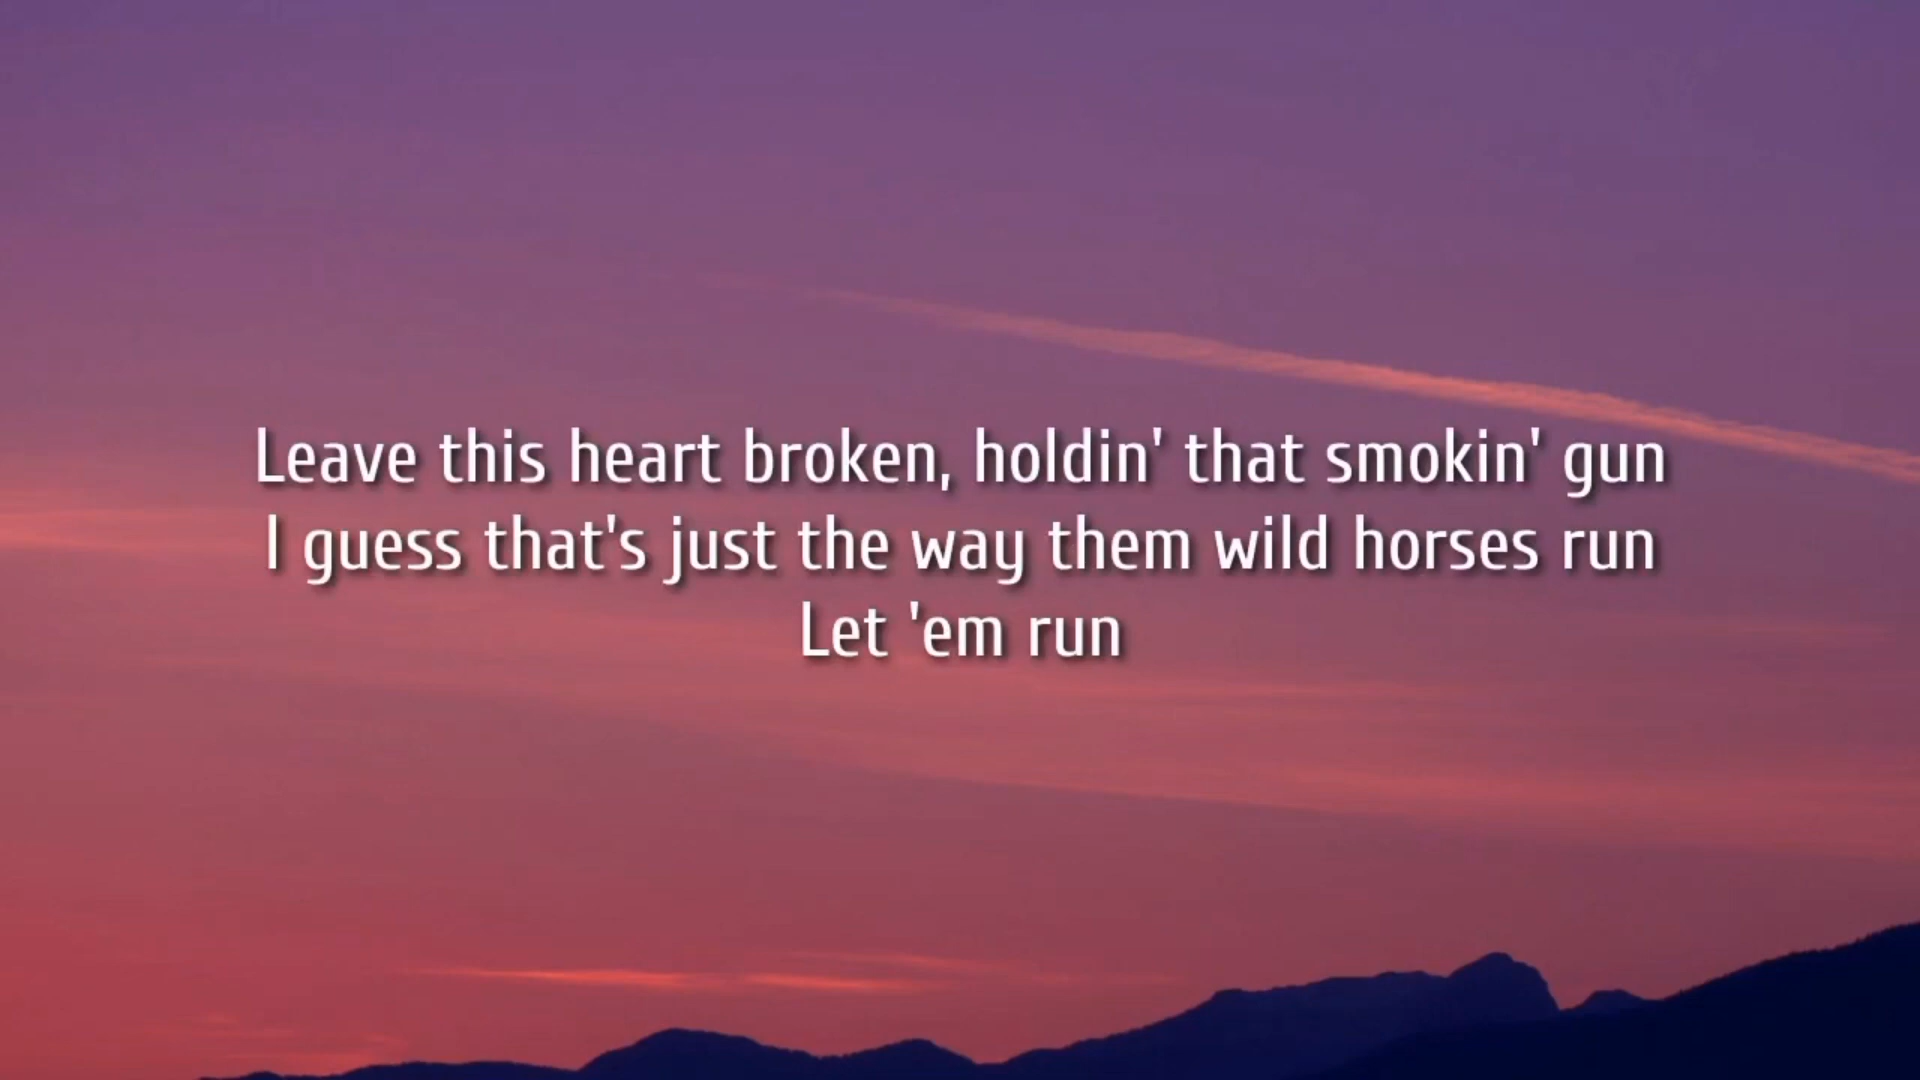 Leave this heart broken, holdin' that smokin' gun
I guess that's just the way them wild horses run
Let 'em run